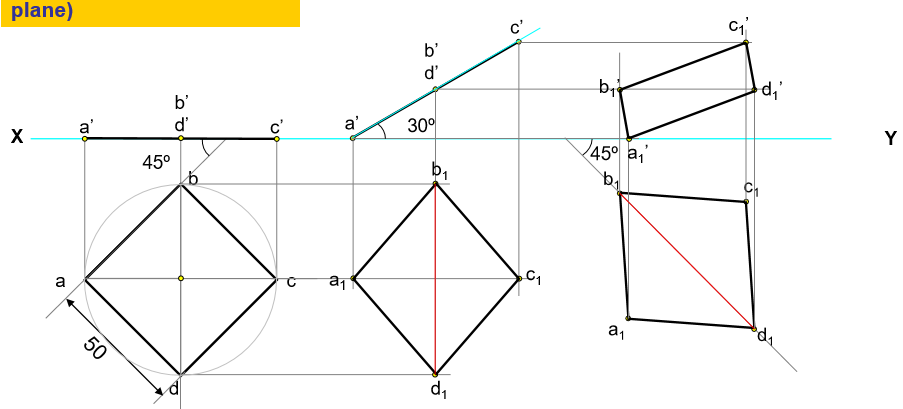 plane)
c’
c₁’
b’
d’
b₁’
d₁’
b’
a’
d’
c’
a’
30º
X
Y
45º
45º
a₁’
b
b₁
b₁
c₁
a
c
a₁
c₁
a₁
d₁
50
d
d₁